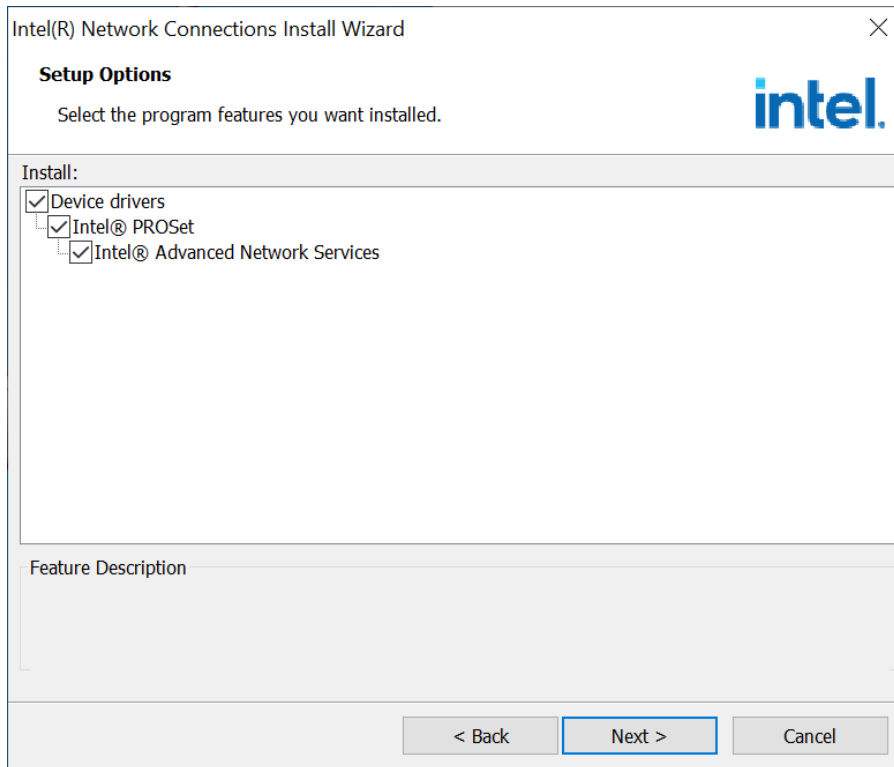 Intel(R) Network Connections Install Wizard
Setup Options
Select the program features you want installed.
intel.
Install:
Device drivers
Intel® PROSet
Intel® Advanced Network Services
Feature Description
< Back
Next >
Cancel